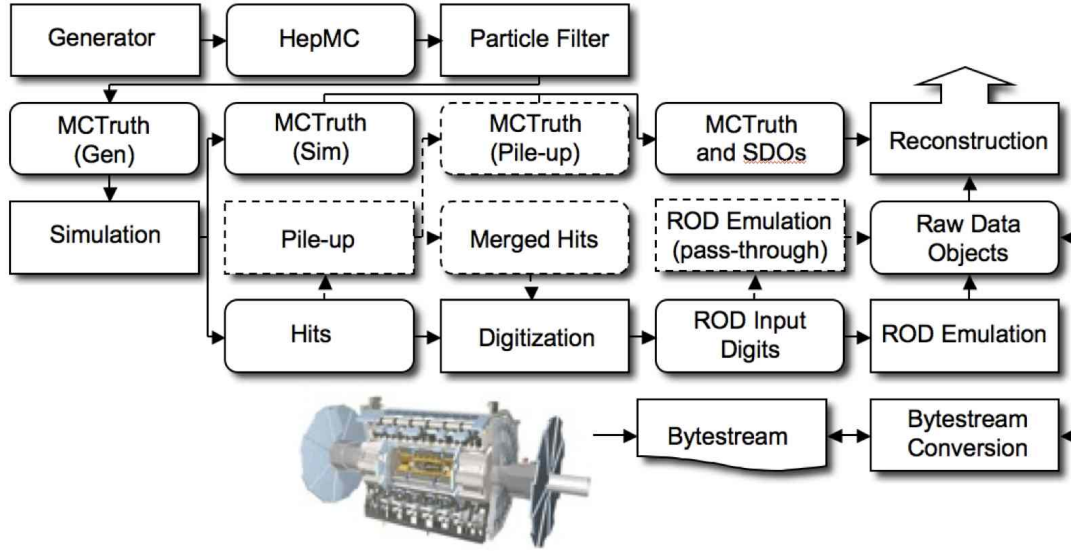 Generator
HepMC
Particle Filter
MCTruth
(Gen)
MCTruth
(Sim)
MCTruth
(Pile-up)
MCTruth
and SDOs
Reconstruction
Simulation
Pile-up
Merged Hits
ROD Emulation
(pass-through)
Raw Data
Objects
Hits
Digitization
ROD Input
Digits
ROD Emulation
Bytestream
Bytestream
Conversion